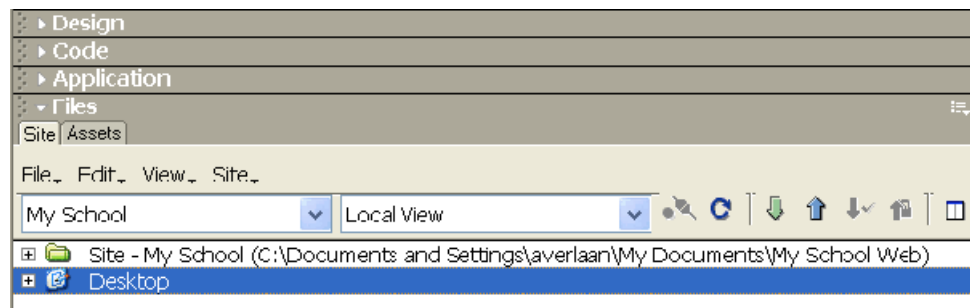 Design
Code
Application
Files
Site Assets
File Edit View Site
My School Local View
Site - My School (C:\Documents and Settings\averlaan\My Documents\My School Web)
Desktop